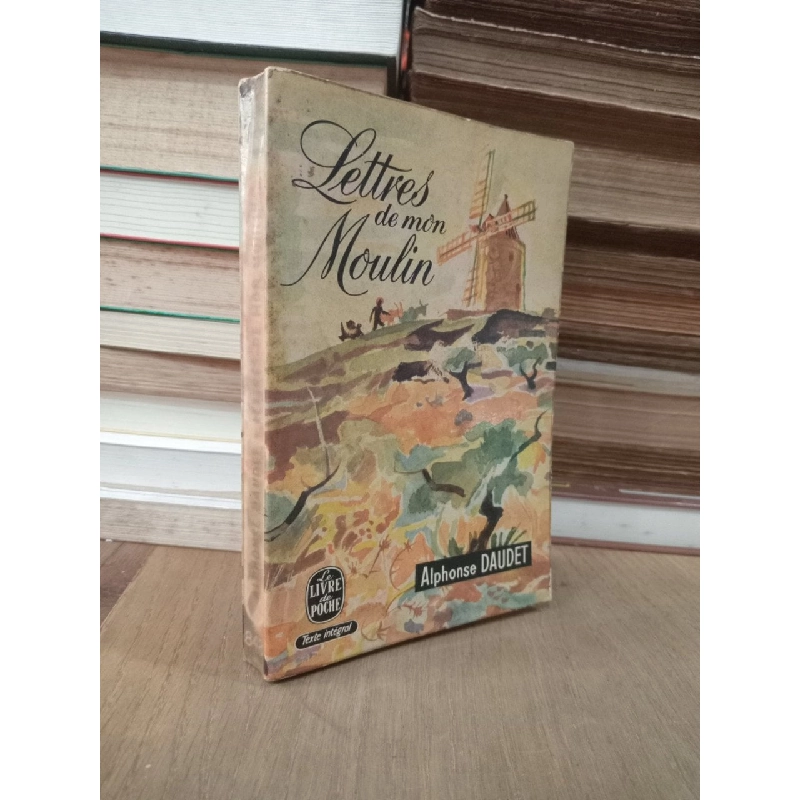 Lettres
de mon
Moulin
Alphonse DAUDET
Le
LIVRE
de
POCHE
Texte intégral